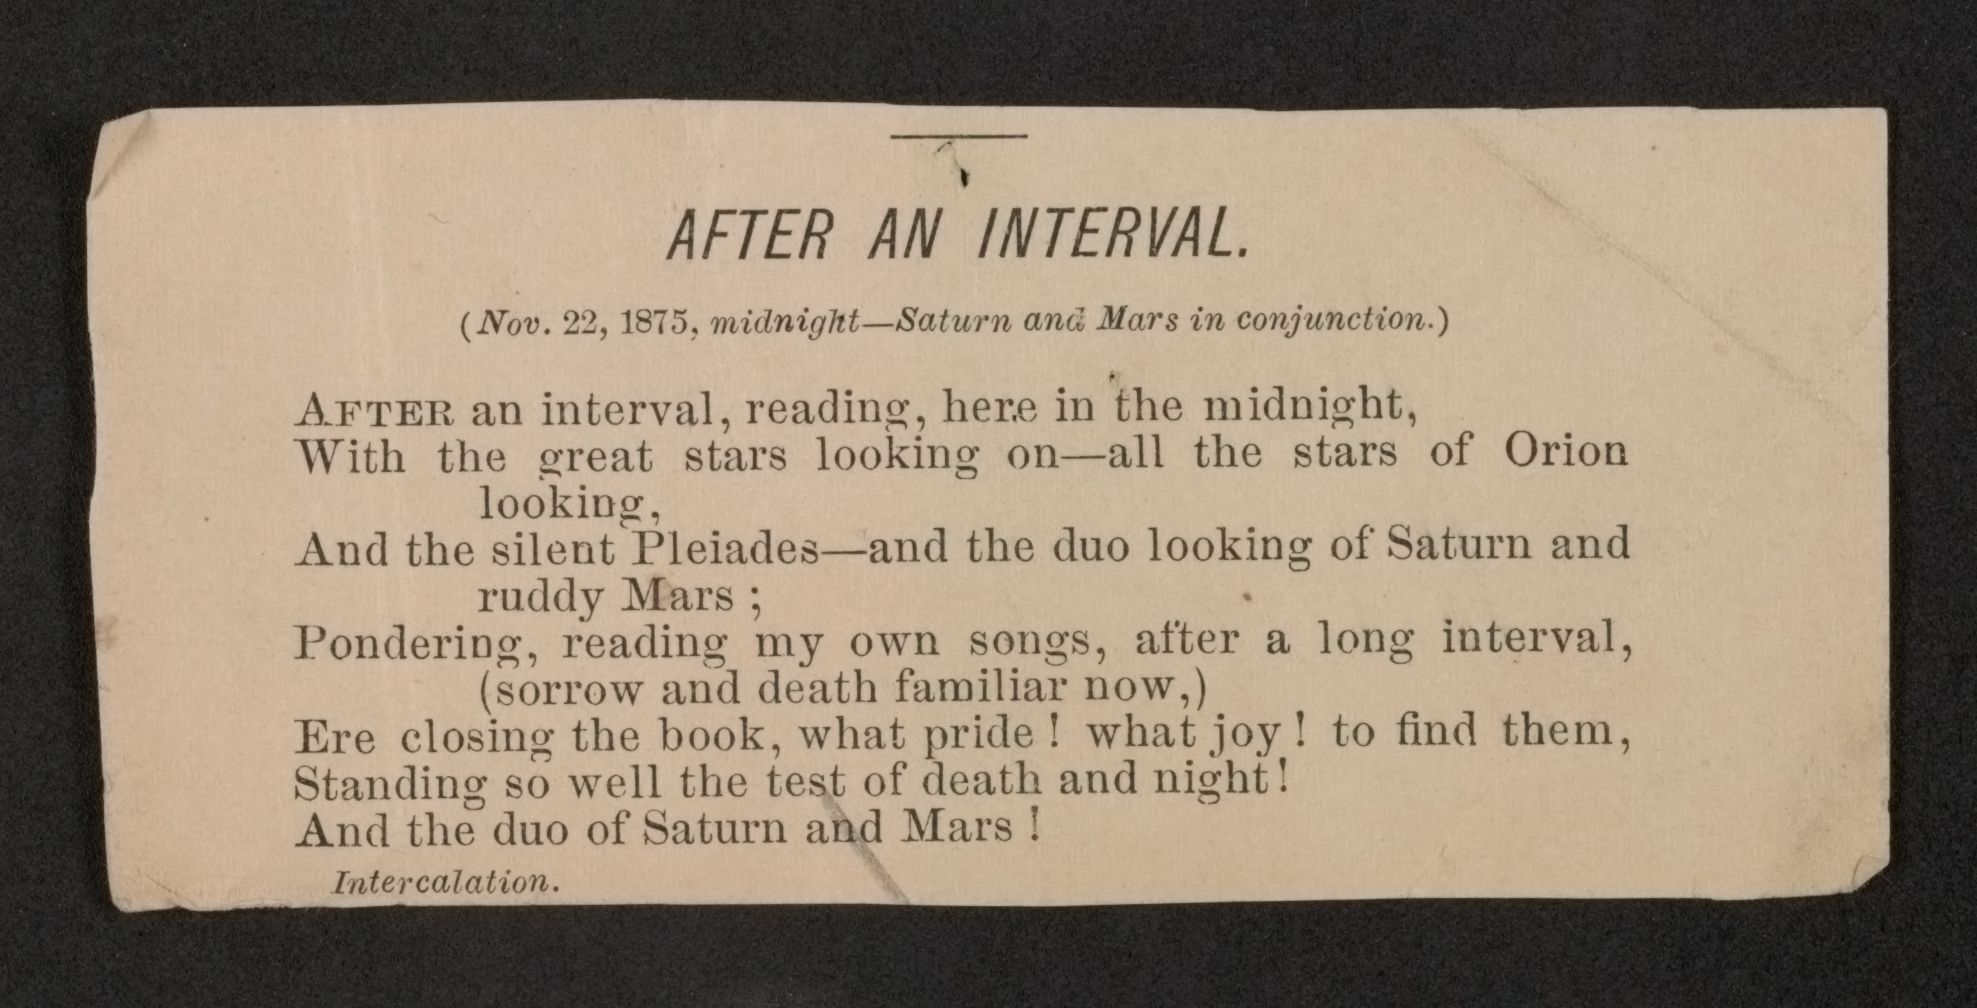 AFTER AN INTERVAL.
(Nov. 22, 1875, midnight—Saturn and Mars in conjunction.)
AFTER an interval, reading, here in the midnight,
With the great stars looking on—all the stars of Orion
looking,
And the silent Pleiades—and the duo looking of Saturn and
ruddy Mars ;
Pondering, reading my own songs, after a long interval,
(sorrow and death familiar now,)
Ere closing the book, what pride ! what joy ! to find them,
Standing so well the test of death and night !
And the duo of Saturn and Mars !
Intercalation.